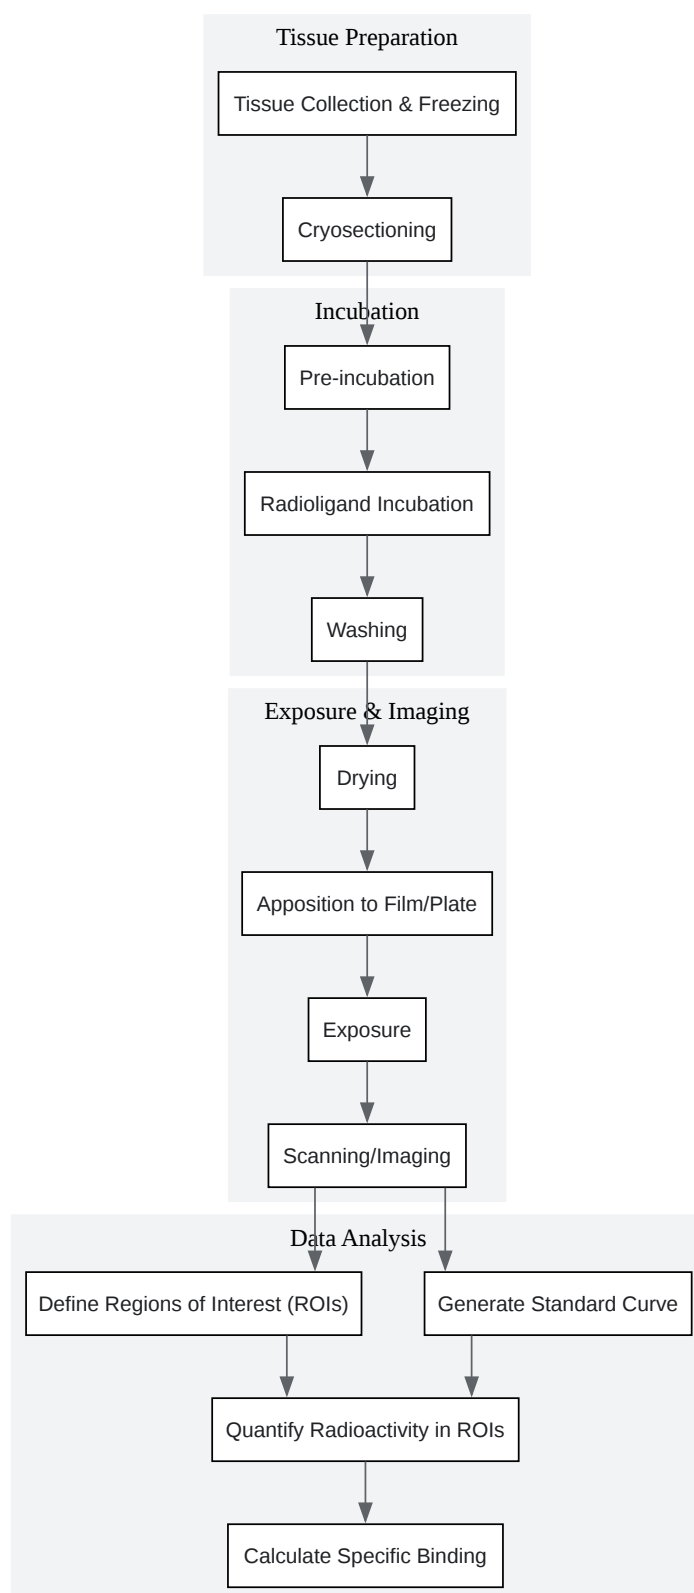 Tissue Preparation
Tissue Collection & Freezing
Cryosectioning
Incubation
Pre-incubation
Radioligand Incubation
Washing
Exposure & Imaging
Drying
Apposition to Film/Plate
Exposure
Scanning/Imaging
Data Analysis
Define Regions of Interest (ROIs)
Generate Standard Curve
Quantify Radioactivity in ROIs
Calculate Specific Binding